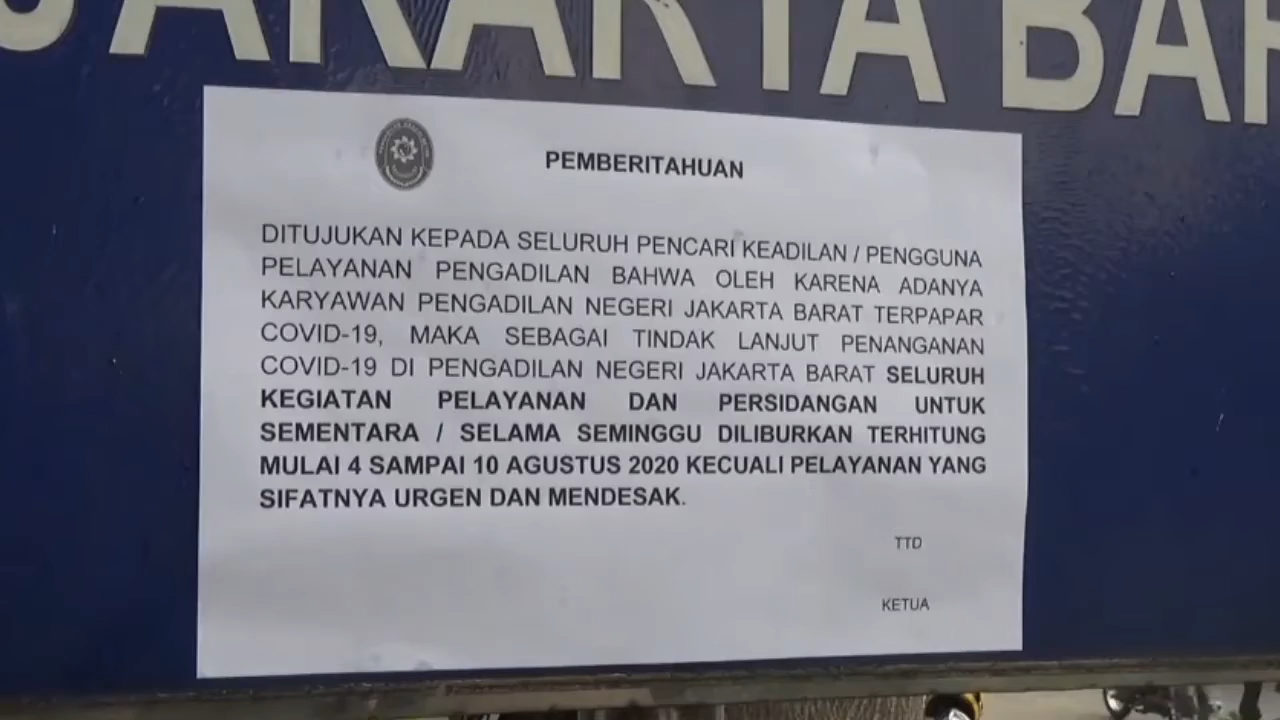 JAKARTA BAR
PEMBERITAHUAN
DITUJUKAN KEPADA SELURUH PENCARI KEADILAN / PENGGUNA
PELAYANAN PENGADILAN BAHWA OLEH KARENA ADANYA
KARYAWAN PENGADILAN NEGERI JAKARTA BARAT TERPAPAR
COVID-19, MAKA SEBAGAI TINDAK LANJUT PENANGANAN
COVID-19 DI PENGADILAN NEGERI JAKARTA BARAT SELURUH
KEGIATAN PELAYANAN DAN PERSIDANGAN UNTUK
SEMENTARA / SELAMA SEMINGGU DILIBURKAN TERHITUNG
MULAI 4 SAMPAI 10 AGUSTUS 2020 KECUALI PELAYANAN YANG
SIFATNYA URGEN DAN MENDESAK.
TTD
KETUA